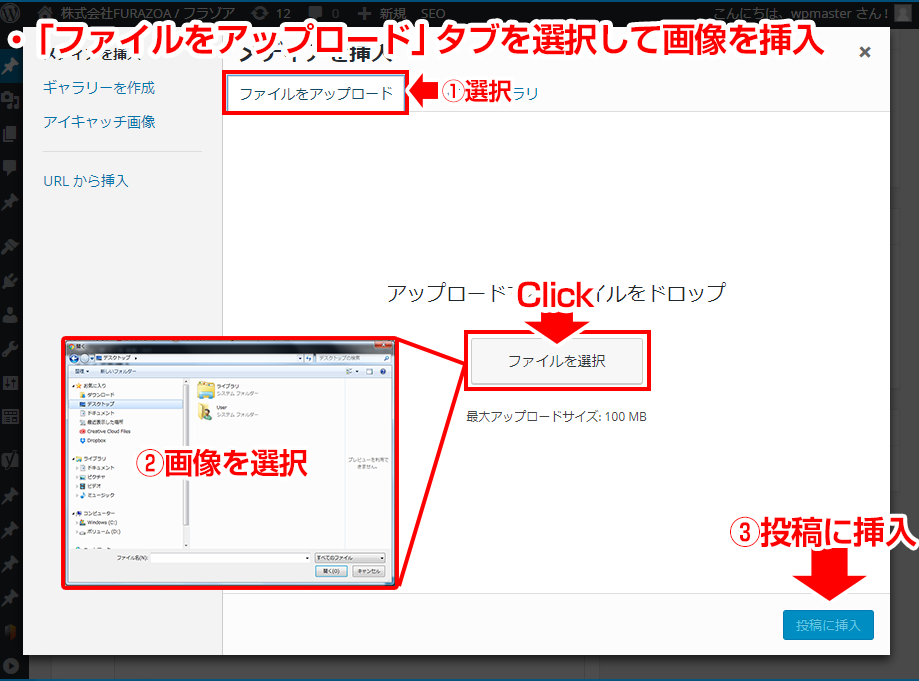 株式会社FURAZOA / フラゾア 12 0 新規 SEO こんにちは、wpmaster さん!
・「ファイルをアップロード」タブを選択して画像を挿入
メディアを挿入
メディアを挿入
ギャラリーを作成
アイキャッチ画像
URL から挿入
ファイルをアップロード
①選択
ラリ
アップロード
イルをドロップ
Click
ファイルを選択
最大アップロードサイズ: 100 MB
開く
デスクトップ
デスクトップの検索
整理
新しいフォルダー
お気に入り
ダウンロード
デスクトップ
ドキュメント
最近表示した場所
Creative Cloud Files
Dropbox
ライブラリ
ドキュメント
ピクチャ
ビデオ
ミュージック
コンピューター
Windows (C:)
ボリューム (D:)
ライブラリ
システム フォルダー
User
システム フォルダー
プレビューを利用で
きません。
②画像を選択
ファイル名(N):
すべてのファイル
開く(O)
キャンセル
③投稿に挿入
投稿に挿入